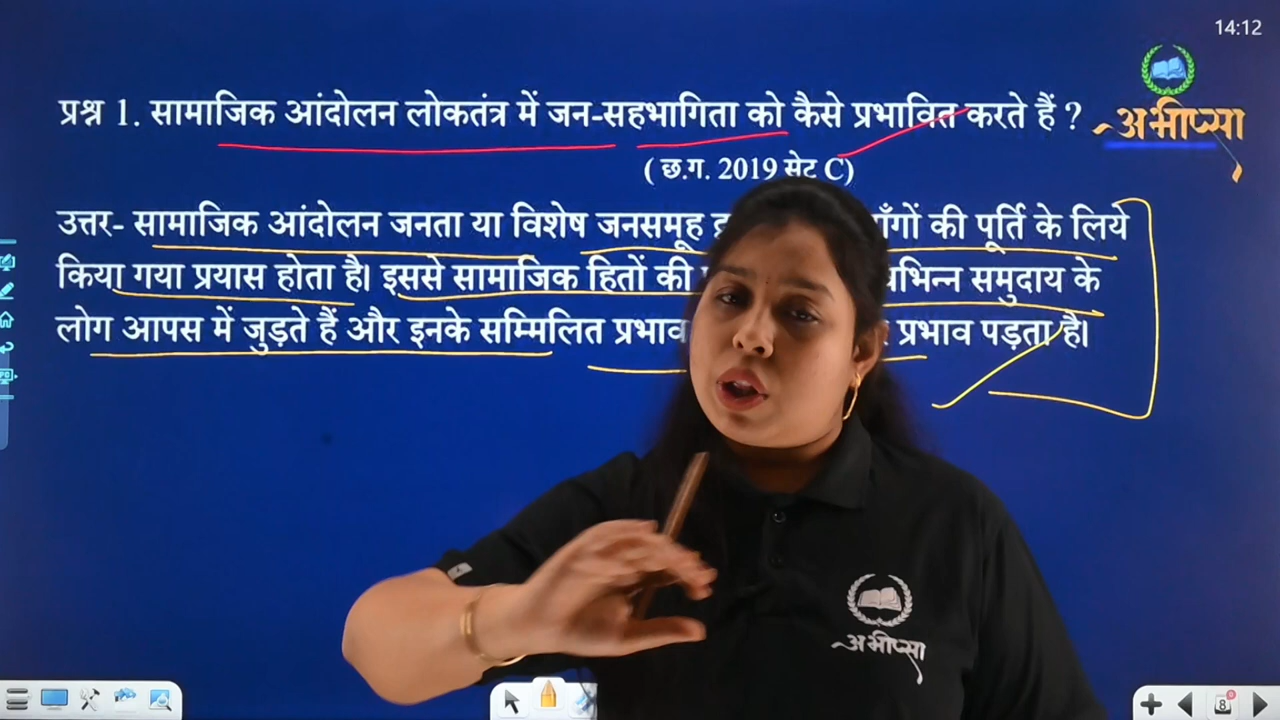 14:12
प्रश्न 1. सामाजिक आंदोलन लोकतंत्र में जन-सहभागिता को कैसे प्रभावित करते हैं ?
अभीप्सा
( छ.ग. 2019 सेट C)
उत्तर- सामाजिक आंदोलन जनता या विशेष जनसमूह की पूर्ति के लिये
किया गया प्रयास होता है। इससे सामाजिक हितों की समुदाय के
लोग आपस में जुड़ते हैं और इनके सम्मिलित प्रभाव प्रभाव पड़ता है।
अभीप्सा
8